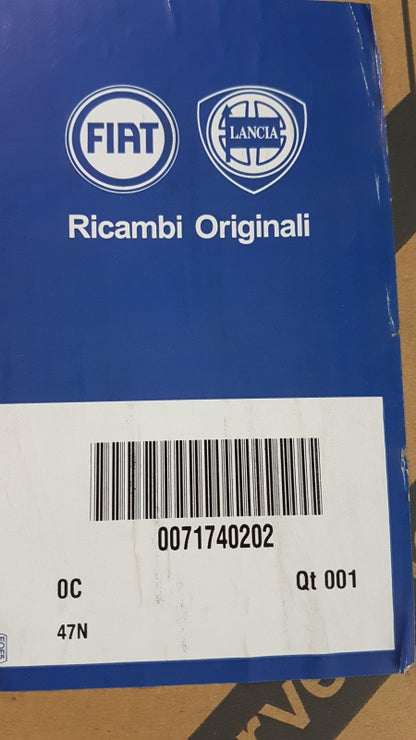 FIAT
LANCIA
Ricambi Originali
0071740202
0C
Qt 001
47N